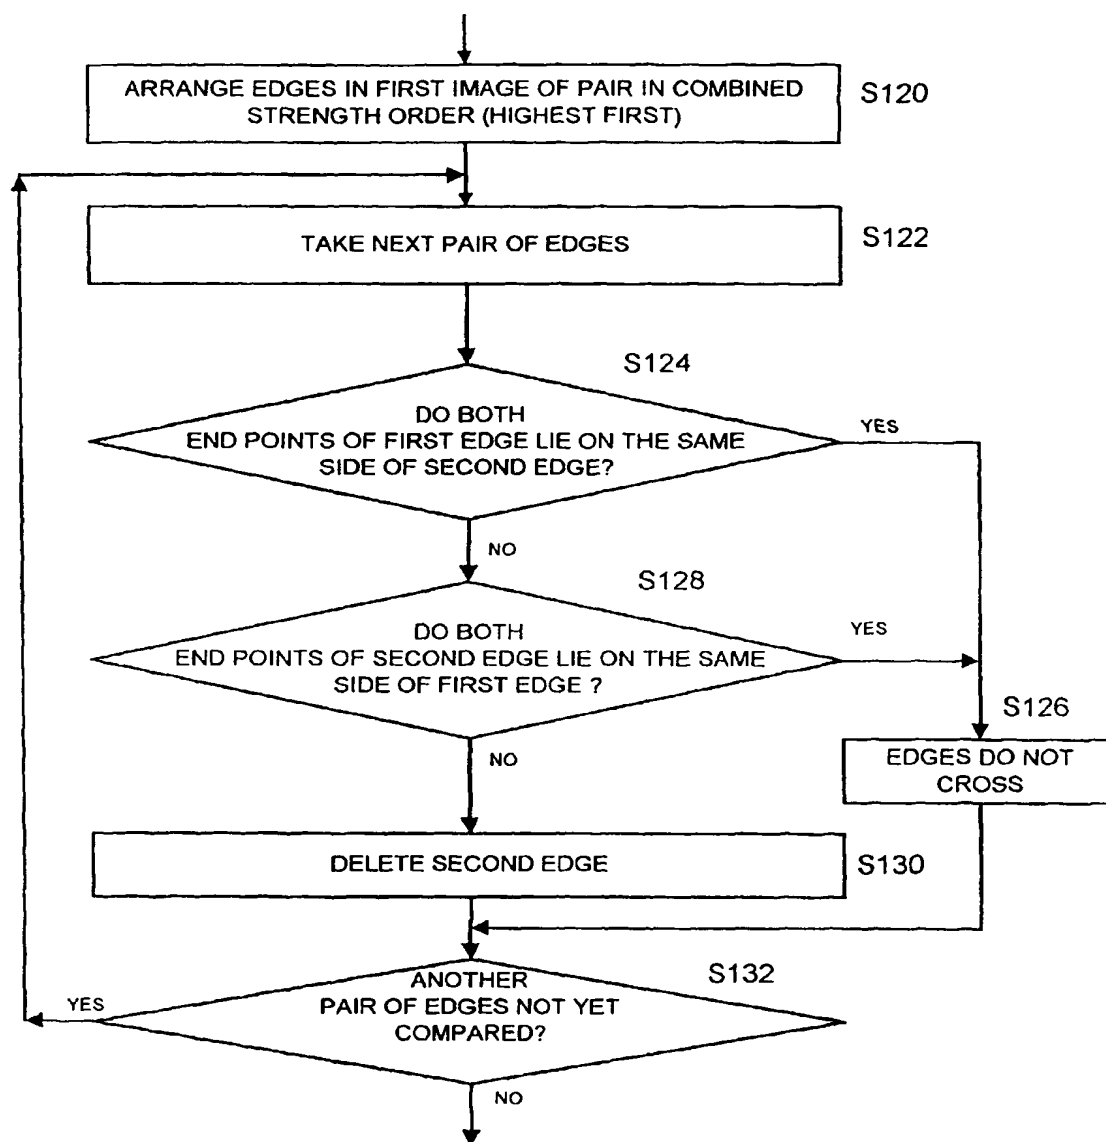 ARRANGE EDGES IN FIRST IMAGE OF PAIR IN COMBINED
STRENGTH ORDER (HIGHEST FIRST)
S120
TAKE NEXT PAIR OF EDGES
S122
S124
DO BOTH
END POINTS OF FIRST EDGE LIE ON THE SAME
SIDE OF SECOND EDGE?
YES
NO
S128
DO BOTH
END POINTS OF SECOND EDGE LIE ON THE SAME
SIDE OF FIRST EDGE ?
YES
NO
S126
EDGES DO NOT
CROSS
DELETE SECOND EDGE
S130
S132
ANOTHER
PAIR OF EDGES NOT YET
COMPARED?
YES
NO